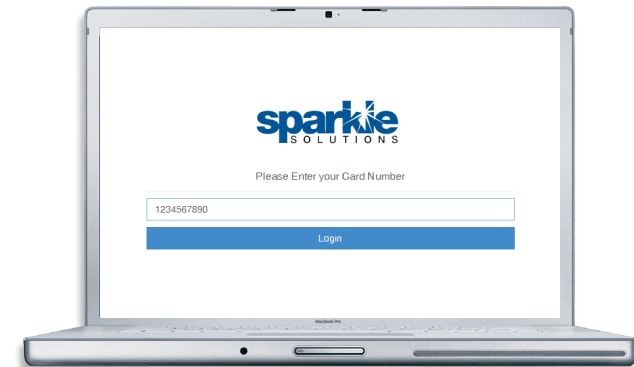 sparkle
SOLUTIONS
Please Enter your Card Number
1234567890
Login
MacBook Pro